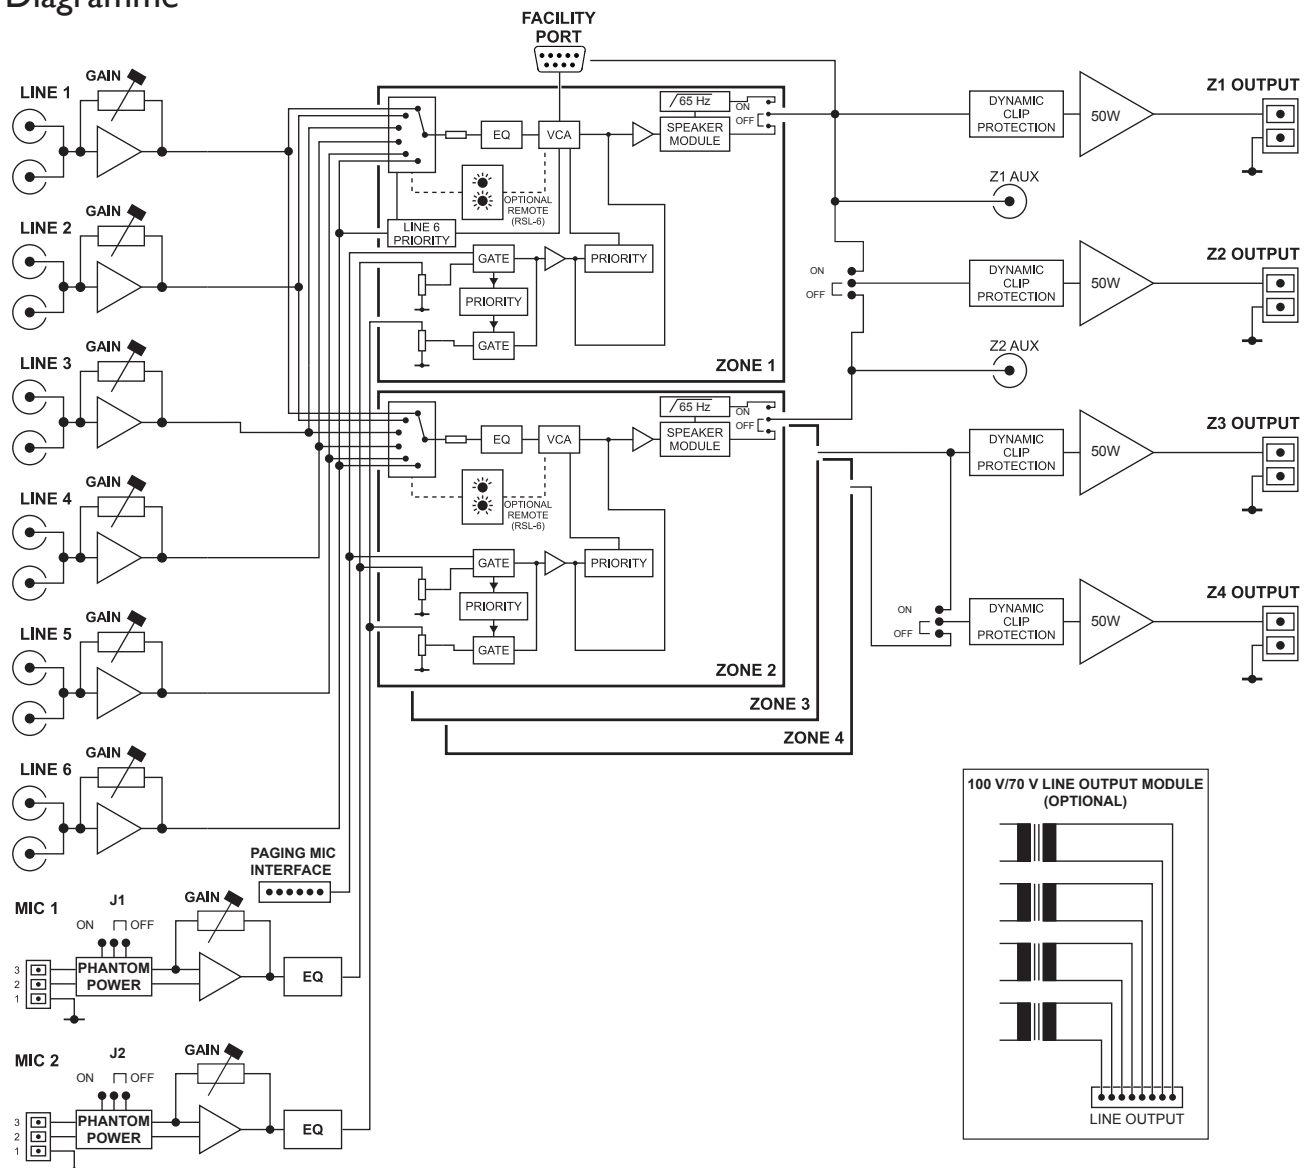 Diagramme
FACILITY
PORT
LINE 1
GAIN
LINE 2
GAIN
LINE 3
GAIN
LINE 4
GAIN
LINE 5
GAIN
LINE 6
GAIN
PAGING MIC
INTERFACE
MIC 1
J1
ON
OFF
GAIN
3
2
1
PHANTOM
POWER
EQ
MIC 2
J2
ON
OFF
GAIN
3
2
1
PHANTOM
POWER
EQ
65 Hz
ON
OFF
EQ
VCA
SPEAKER
MODULE
OPTIONAL
REMOTE
(RSL-6)
LINE 6
PRIORITY
GATE
PRIORITY
PRIORITY
GATE
ZONE 1
65 Hz
ON
OFF
EQ
VCA
SPEAKER
MODULE
OPTIONAL
REMOTE
(RSL-6)
GATE
PRIORITY
PRIORITY
GATE
ZONE 2
ZONE 3
ZONE 4
DYNAMIC
CLIP
PROTECTION
50W
Z1 OUTPUT
Z1 AUX
ON
OFF
DYNAMIC
CLIP
PROTECTION
50W
Z2 OUTPUT
Z2 AUX
DYNAMIC
CLIP
PROTECTION
50W
Z3 OUTPUT
ON
OFF
DYNAMIC
CLIP
PROTECTION
50W
Z4 OUTPUT
100 V/70 V LINE OUTPUT MODULE
(OPTIONAL)
LINE OUTPUT